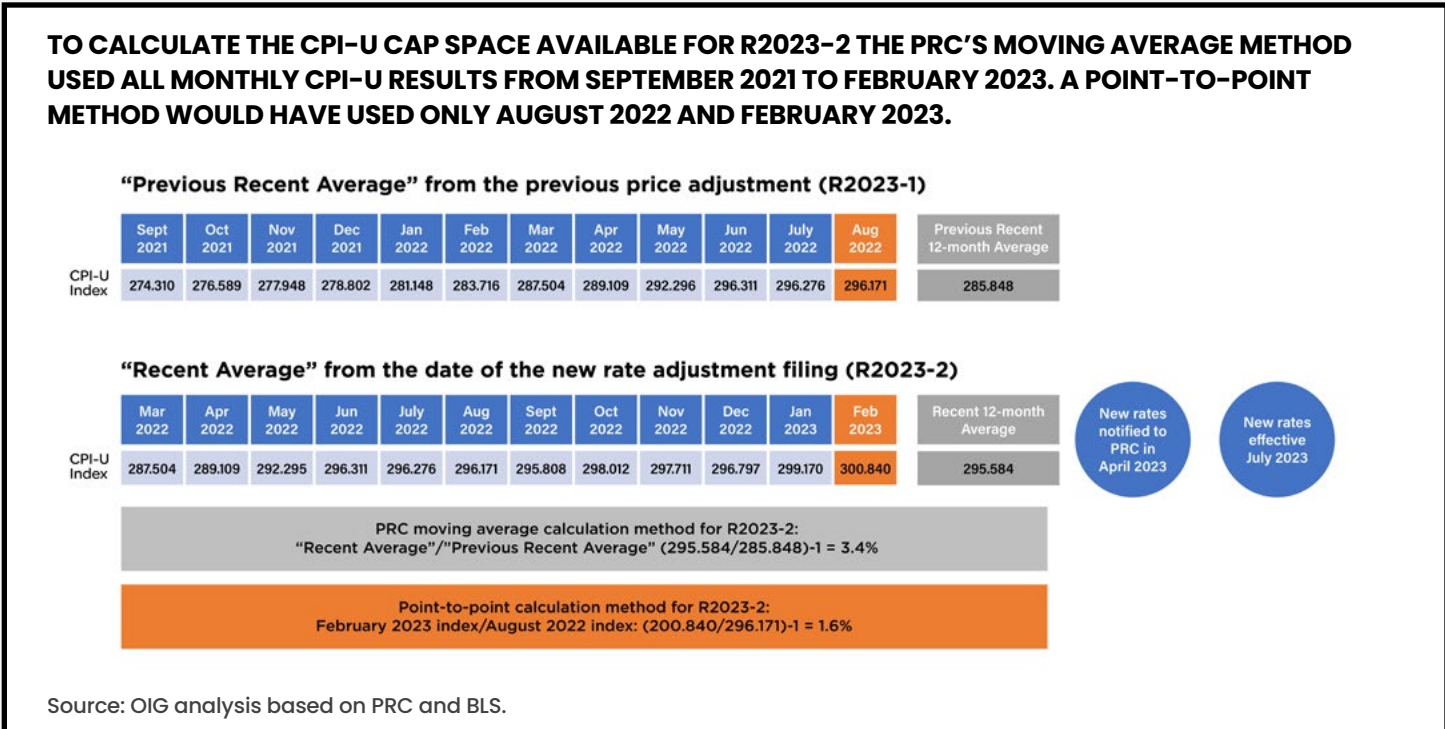 TO CALCULATE THE CPI-U CAP SPACE AVAILABLE FOR R2023-2 THE PRC'S MOVING AVERAGE METHOD
USED ALL MONTHLY CPI-U RESULTS FROM SEPTEMBER 2021 TO FEBRUARY 2023. A POINT-TO-POINT
METHOD WOULD HAVE USED ONLY AUGUST 2022 AND FEBRUARY 2023.
“Previous Recent Average” from the previous price adjustment (R2023-1)
Sept Oct Nov Dec Jan Feb Mar Apr May Jun July Aug Previous Recent
2021 2021 2021 2021 2022 2022 2022 2022 2022 2022 2022 2022 12-month Average
CPI-U
Index
274.310 276.589 277.948 278.802 281.148 283.716 287.504 289.109 292.296 296.311 296.276 296.171 285.848
“Recent Average” from the date of the new rate adjustment filing (R2023-2)
Mar Apr May Jun July Aug Sept Oct Nov Dec Jan Feb Recent 12-month
2022 2022 2022 2022 2022 2022 2022 2022 2022 2022 2023 2023 Average
CPI-U
Index
287.504 289.109 292.295 296.311 296.276 296.171 295.808 298.012 297.711 296.797 299.170 300.840 295.584
New rates
notified to
PRC in
April 2023
New rates
effective
July 2023
PRC moving average calculation method for R2023-2:
“Recent Average”/”Previous Recent Average” (295.584/285.848)-1 = 3.4%
Point-to-point calculation method for R2023-2:
February 2023 index/August 2022 index: (200.840/296.171)-1 = 1.6%
Source: OIG analysis based on PRC and BLS.